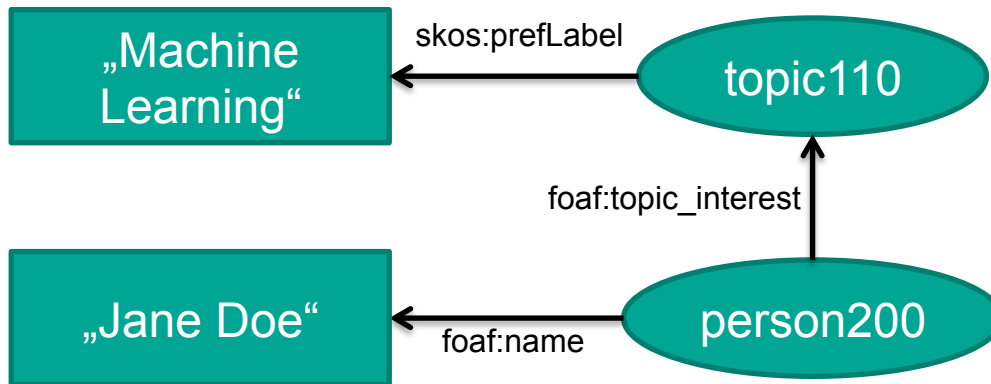 „Machine
Learning“
skos:prefLabel
topic110
foaf:topic_interest
„Jane Doe“
foaf:name
person200